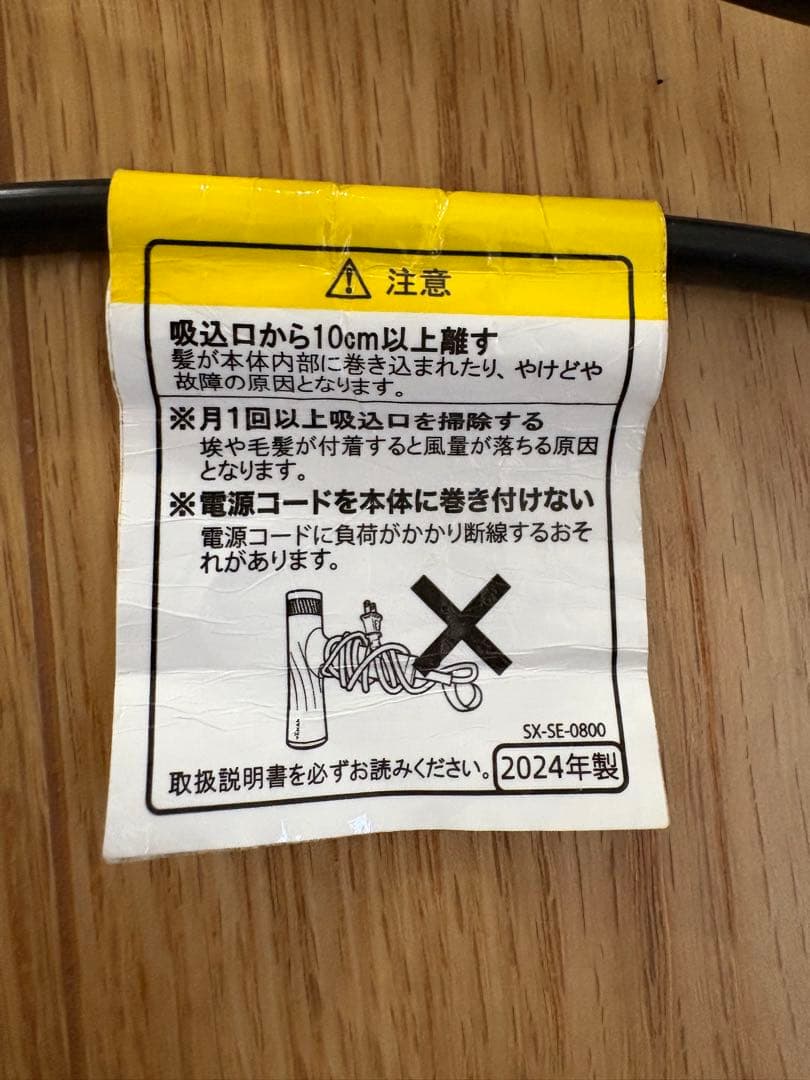 注意
吸込口から10cm以上離す
髪が本体内部に巻き込まれたり、やけどや
故障の原因となります。
※月1回以上吸込口を掃除する
埃や毛髪が付着すると風量が落ちる原因
となります。
※電源コードを本体に巻き付けない
電源コードに負荷がかかり断線するおそ
れがあります。
SX-SE-0800
取扱説明書を必ずお読みください。
2024年製